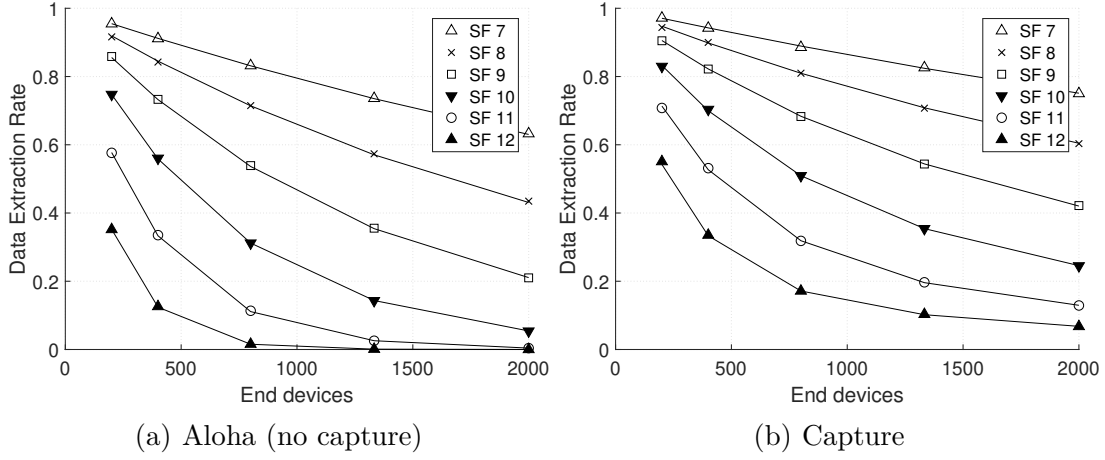 1
0.8
0.6
0.4
0.2
0
Data Extraction Rate
0 500 1000 1500 2000
End devices
SF 7
SF 8
SF 9
SF 10
SF 11
SF 12
(a) Aloha (no capture)
1
0.8
0.6
0.4
0.2
0
Data Extraction Rate
0 500 1000 1500 2000
End devices
SF 7
SF 8
SF 9
SF 10
SF 11
SF 12
(b) Capture